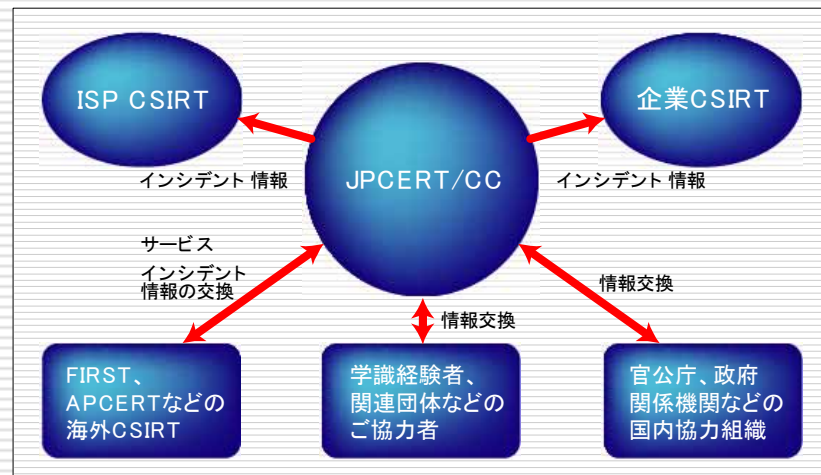 ISP CSIRT
企業CSIRT
JPCERT/CC
インシデント 情報
インシデント 情報
サービス
インシデント
情報の交換
情報交換
情報交換
FIRST、
APCERTなどの
海外CSIRT
学識経験者、
関連団体などの
ご協力者
官公庁、政府
関係機関などの
国内協力組織